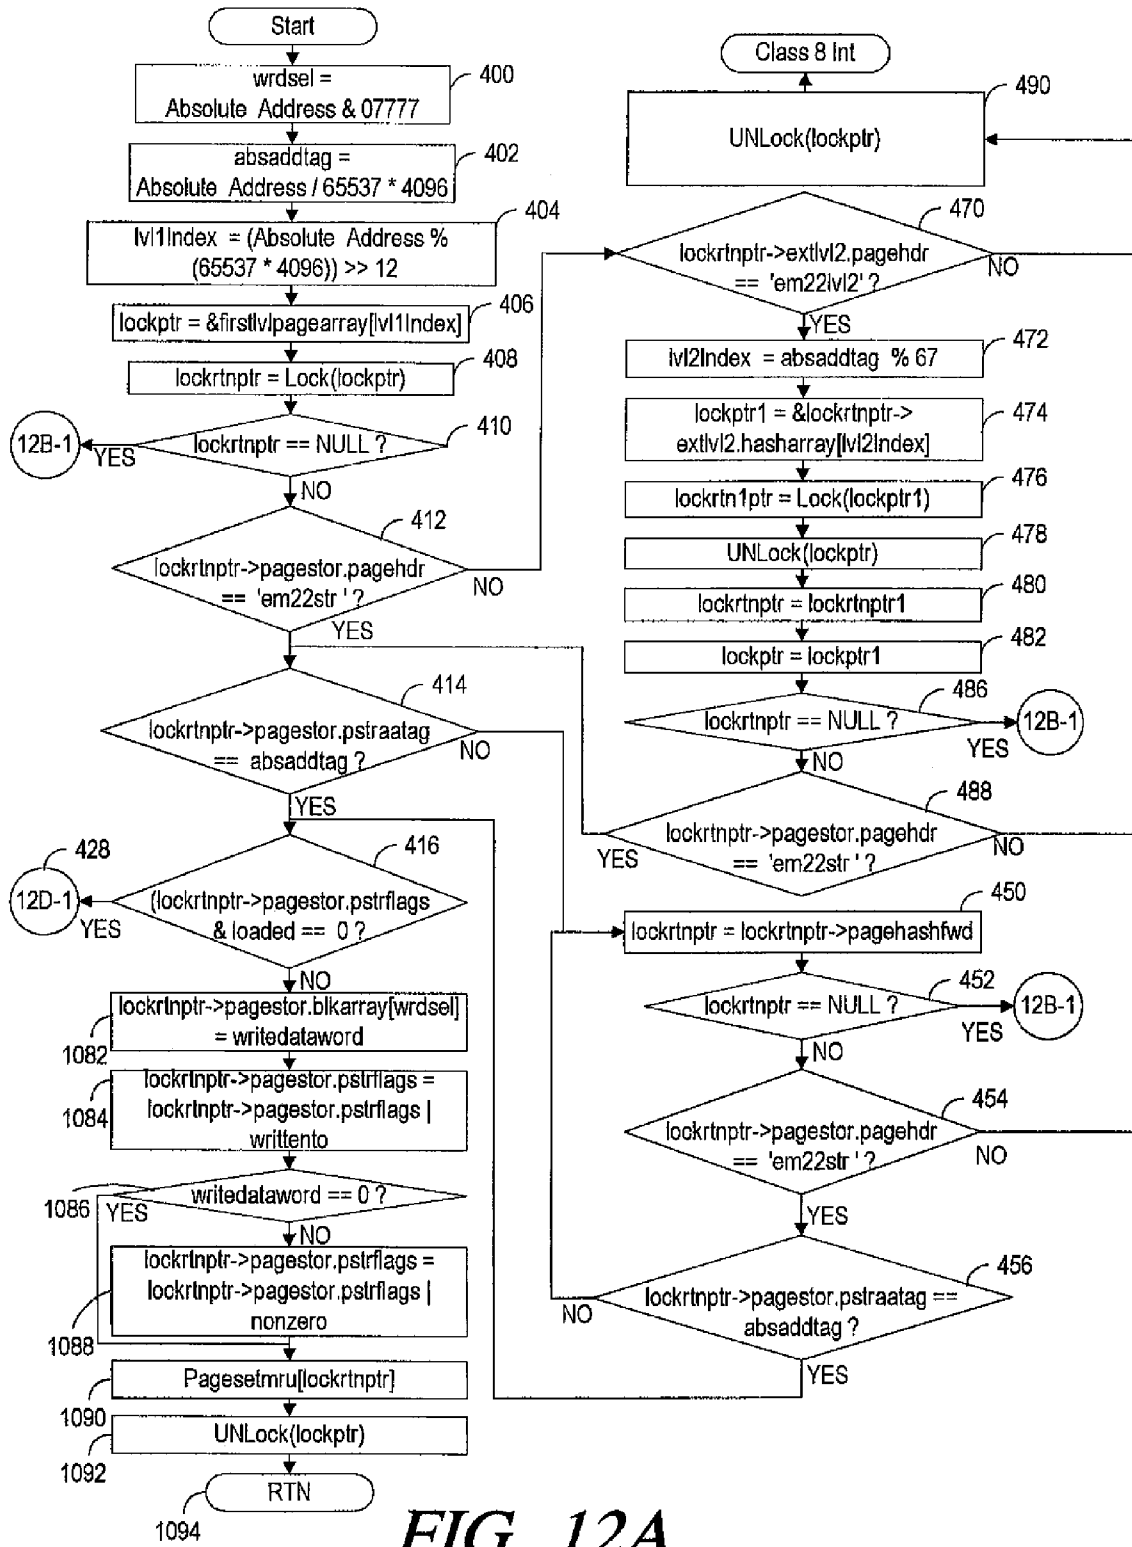 Start
wrdsel =
Absolute Address & 07777
400
absaddtag =
Absolute Address / 65537 * 4096
402
lvl1Index = (Absolute Address %
(65537 * 4096)) >> 12
404
lockptr = &firstlvlpagearray[lvl1Index]
406
lockrtnptr = Lock(lockptr)
408
lockrtnptr == NULL ?
410
12B-1
YES
NO
lockrtnptr->pagestor.pagehdr
== 'em22str ' ?
412
NO
YES
lockrtnptr->pagestor.pstraatag
== absaddtag ?
414
NO
YES
(lockrtnptr->pagestor.pstrflags
& loaded == 0 ?
416
428
12D-1
YES
NO
lockrtnptr->pagestor.blkarray[wrdsel]
= writedataword
1082
lockrtnptr->pagestor.pstrflags =
lockrtnptr->pagestor.pstrflags |
writtento
1084
writedataword == 0 ?
1086
YES
NO
lockrtnptr->pagestor.pstrflags =
lockrtnptr->pagestor.pstrflags |
nonzero
1088
Pagesetmru[lockrtnptr]
1090
UNLock(lockptr)
1092
RTN
1094
Class 8 Int
UNLock(lockptr)
490
lockrtnptr->extlvl2.pagehdr
== 'em22lvl2' ?
470
NO
YES
lvl2Index = absaddtag % 67
472
lockptr1 = &lockrtnptr->
extlvl2.hasharray[lvl2Index]
474
lockrtn1ptr = Lock(lockptr1)
476
UNLock(lockptr)
478
lockrtnptr = lockrtnptr1
480
lockptr = lockptr1
482
lockrtnptr == NULL ?
486
12B-1
YES
NO
lockrtnptr->pagestor.pagehdr
== 'em22str ' ?
488
YES
NO
lockrtnptr = lockrtnptr->pagehashfwd
450
lockrtnptr == NULL ?
452
12B-1
YES
NO
lockrtnptr->pagestor.pagehdr
== 'em22str ' ?
454
NO
YES
lockrtnptr->pagestor.pstraatag ==
absaddtag ?
456
NO
YES
FIG. 12A